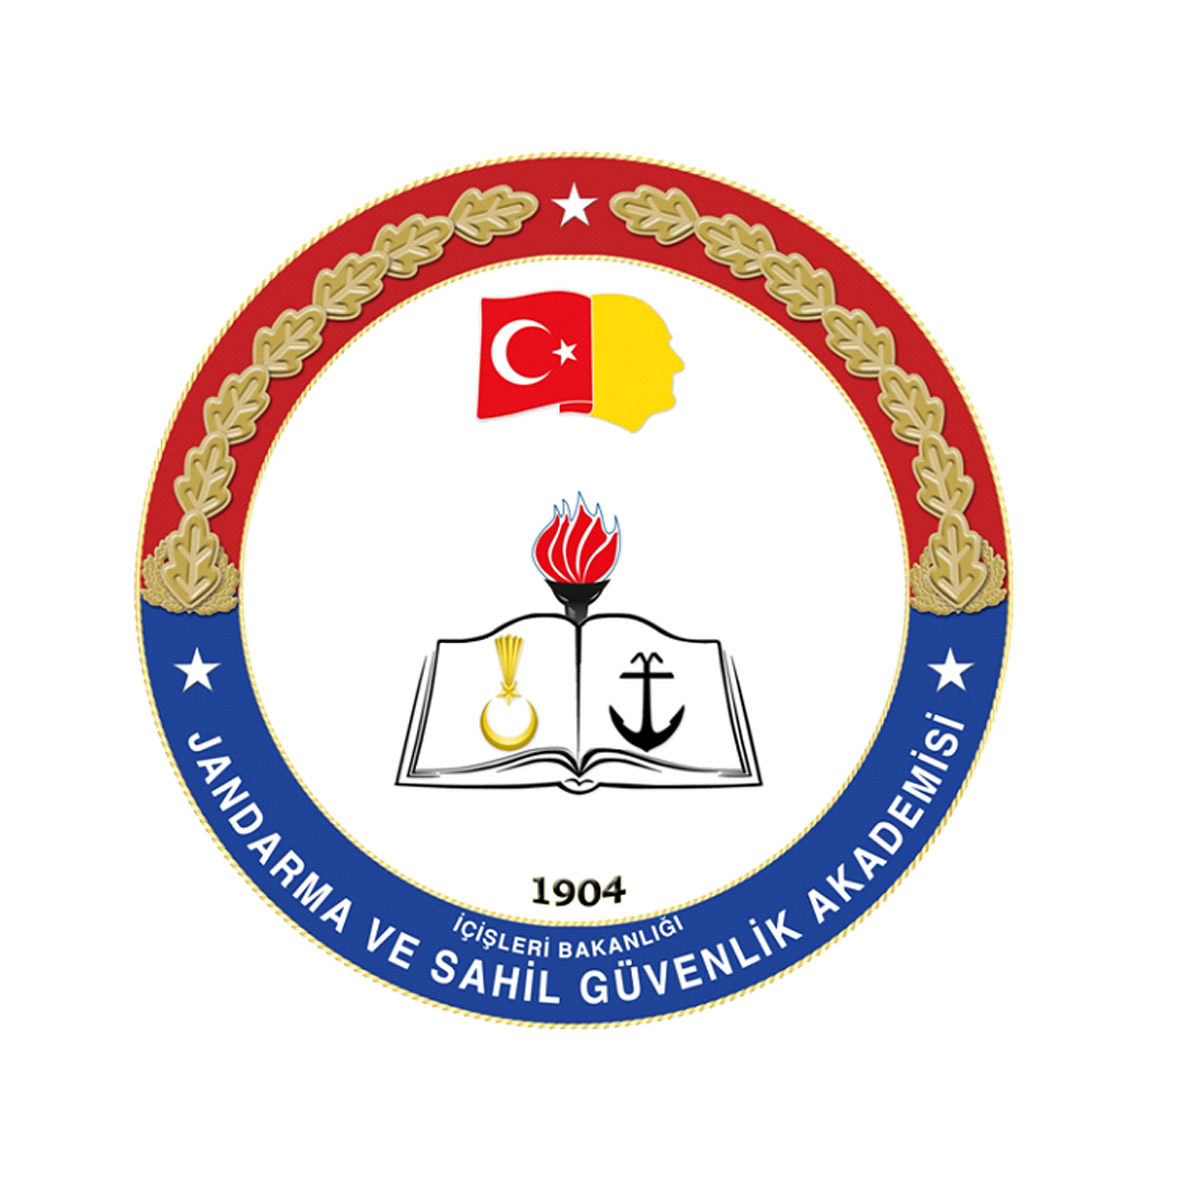 1904
İÇİŞLERİ BAKANLIĞI
JANDARMA VE SAHİL GÜVENLİK AKADEMİSİ